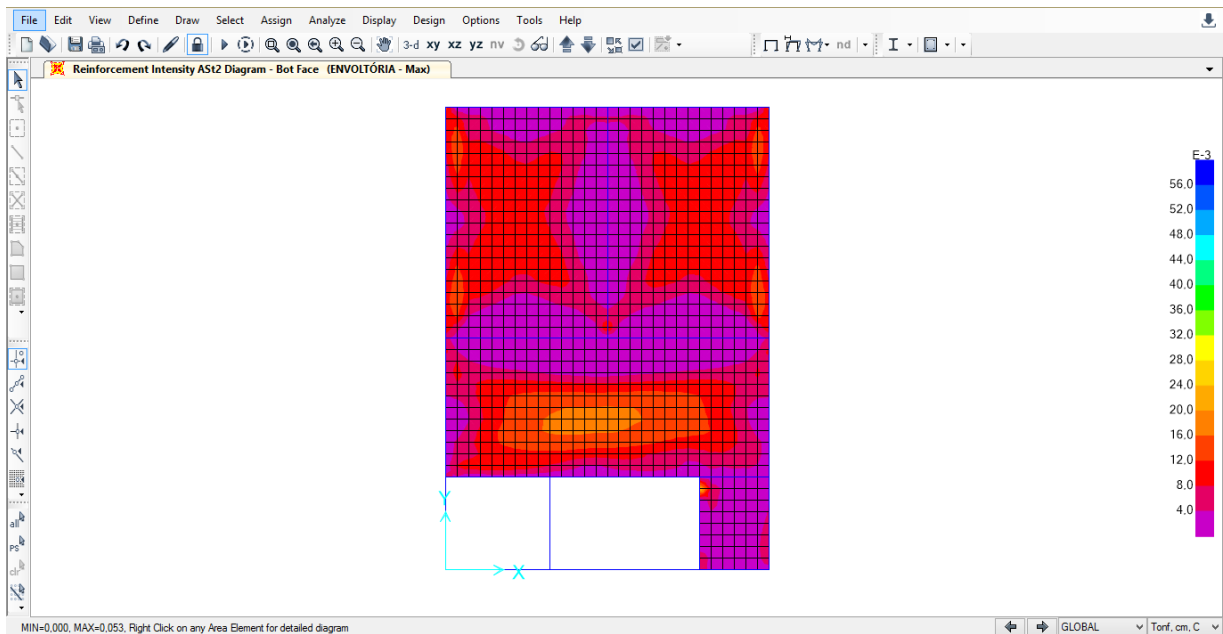 File Edit View Define Draw Select Assign Analyze Display Design Options Tools Help
3-d xy xz yz nv nd
Reinforcement Intensity ASt2 Diagram - Bot Face (ENVOLTÓRIA - Max)
E-3
56.0
52.0
48.0
44.0
40.0
36.0
32.0
28.0
24.0
20.0
16.0
12.0
8.0
4.0
Y
X
all
PS
clr
MIN=0,000, MAX=0,053, Right Click on any Area Element for detailed diagram
GLOBAL
Tonf, cm, C